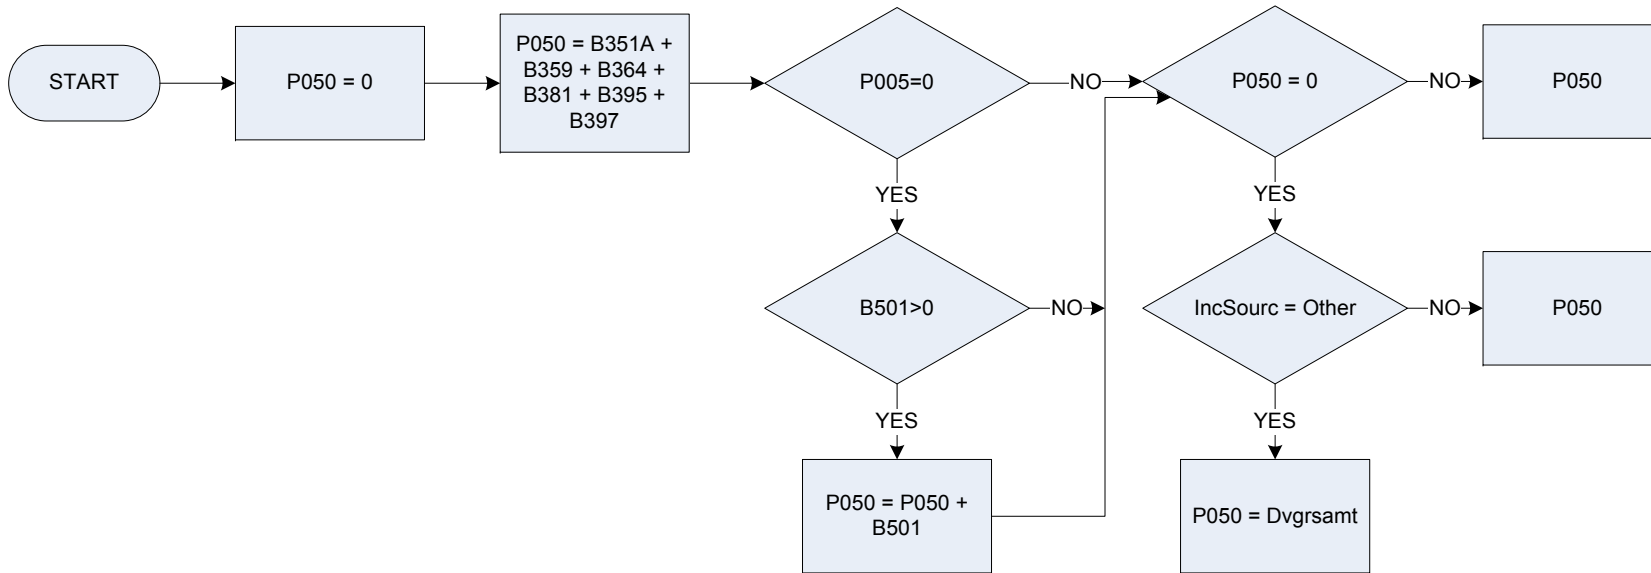 START
P050 = 0
P050 = B351A +
B359 + B364 +
B381 + B395 +
B397
P005=0
NO
P050 = 0
NO
P050
YES
YES
B501>0
NO
IncSourc = Other
NO
P050
YES
YES
P050 = P050 +
B501
P050 = Dvgrsamt